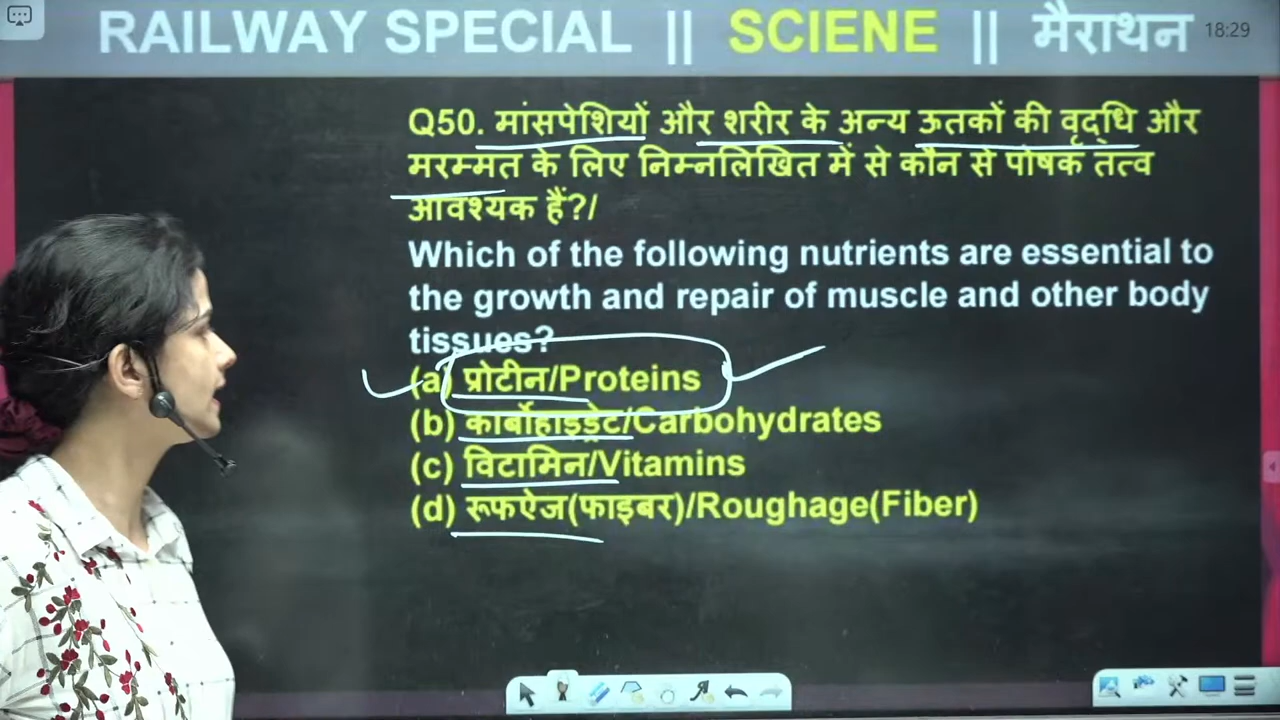 RAILWAY SPECIAL || SCIENE || मैराथन 18:29
Q50. मांसपेशियों और शरीर के अन्य ऊतकों की वृद्धि और
मरम्मत के लिए निम्नलिखित में से कौन से पोषक तत्व
आवश्यक हैं?/
Which of the following nutrients are essential to
the growth and repair of muscle and other body
tissues?
(a) प्रोटीन/Proteins
(b) कार्बोहाइड्रेट/Carbohydrates
(c) विटामिन/Vitamins
(d) रूफऐज(फाइबर)/Roughage(Fiber)